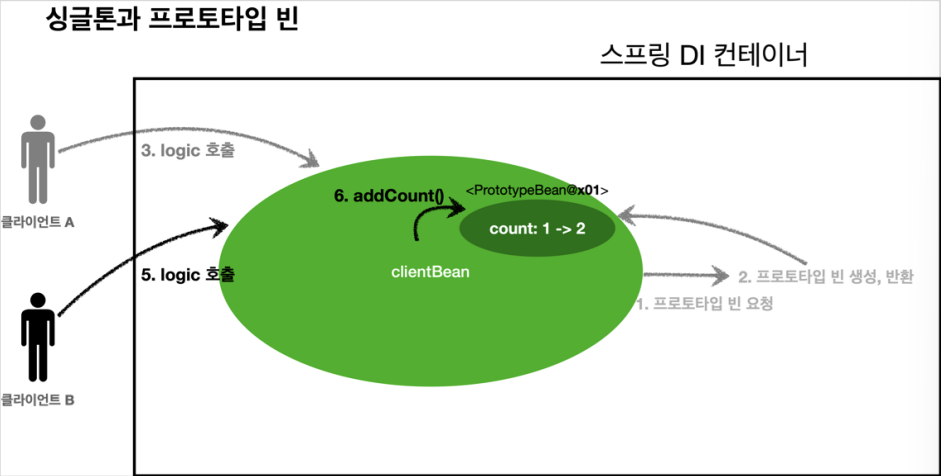 싱글톤과 프로토타입 빈
스프링 DI 컨테이너
3. logic 호출
클라이언트 A
6. addCount()
<PrototypeBean@x01>
count: 1 -> 2
clientBean
5. logic 호출
2. 프로토타입 빈 생성, 반환
1. 프로토타입 빈 요청
클라이언트 B